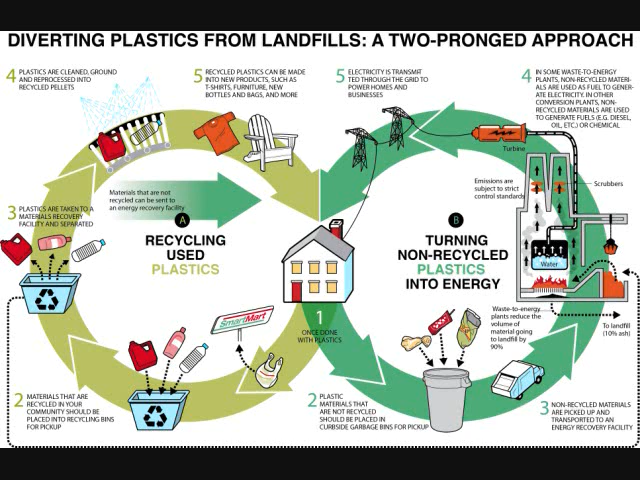 DIVERTING PLASTICS FROM LANDFILLS: A TWO-PRONGED APPROACH
4 PLASTICS ARE CLEANED, GROUND
AND REPROCESSED INTO
RECYCLED PELLETS
5 RECYCLED PLASTICS CAN BE MADE
INTO NEW PRODUCTS, SUCH AS
T-SHIRTS, FURNITURE, NEW
BOTTLES AND BAGS, AND MORE
5 ELECTRICITY IS TRANSMIT
TED THROUGH THE GRID TO
POWER HOMES AND
BUSINESSES
4 IN SOME WASTE-TO-ENERGY
PLANTS, NON-RECYCLED MATERI-
ALS ARE USED AS FUEL TO GENER-
ATE ELECTRICITY. IN OTHER
CONVERSION PLANTS, NON-
RECYCLED MATERIALS ARE USED
TO GENERATE FUELS (E.G. DIESEL,
OIL, ETC.) OR CHEMICAL
Turbine
Emissions are
subject to strict
control standards
Scrubbers
Water
3 PLASTICS ARE TAKEN TO A
MATERIALS RECOVERY
FACILITY AND SEPARATED
Materials that are not
recycled can be sent to
an energy recovery facility
A
RECYCLING
USED
PLASTICS
B
TURNING
NON-RECYCLED
PLASTICS
INTO ENERGY
1
ONCE DONE
WITH PLASTICS
SmartMart
Waste-to-energy
plants reduce the
volume of
material going
to landfill by
90%
To landfill
(10% ash)
2 MATERIALS THAT ARE
RECYCLED IN YOUR
COMMUNITY SHOULD BE
PLACED INTO RECYCLING BINS
FOR PICKUP
2 PLASTIC
MATERIALS THAT
ARE NOT RECYCLED
SHOULD BE PLACED IN
CURBSIDE GARBAGE BINS FOR PICKUP
3 NON-RECYCLED MATERIALS
ARE PICKED UP AND
TRANSPORTED TO AN
ENERGY RECOVERY FACILITY